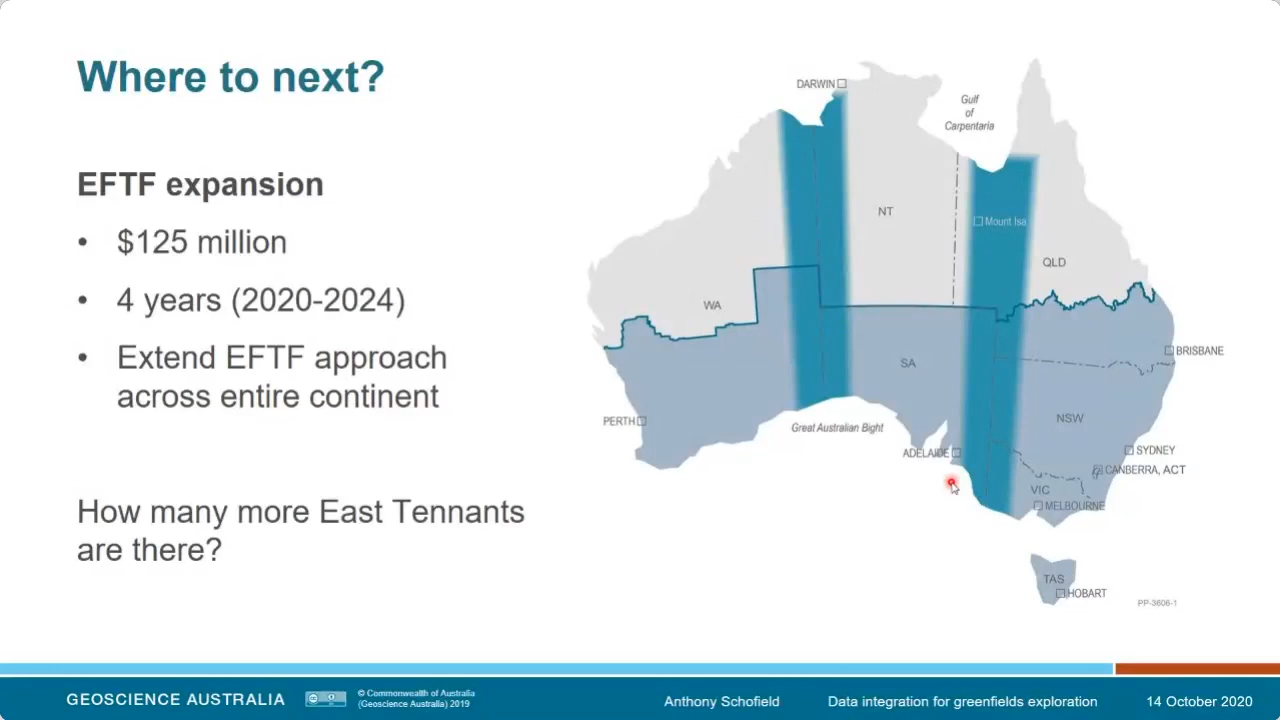 Where to next?
EFTF expansion
• $125 million
• 4 years (2020-2024)
• Extend EFTF approach
across entire continent
How many more East Tennants
are there?
DARWIN
Gulf
of
Carpentaria
NT
Mount Isa
QLD
WA
SA
BRISBANE
PERTH
Great Australian Bight
NSW
ADELAIDE
SYDNEY
CANBERRA, ACT
VIC
MELBOURNE
TAS
HOBART
PP-3606-1
GEOSCIENCE AUSTRALIA
© Commonwealth of Australia
(Geoscience Australia) 2019
Anthony Schofield
Data integration for greenfields exploration
14 October 2020